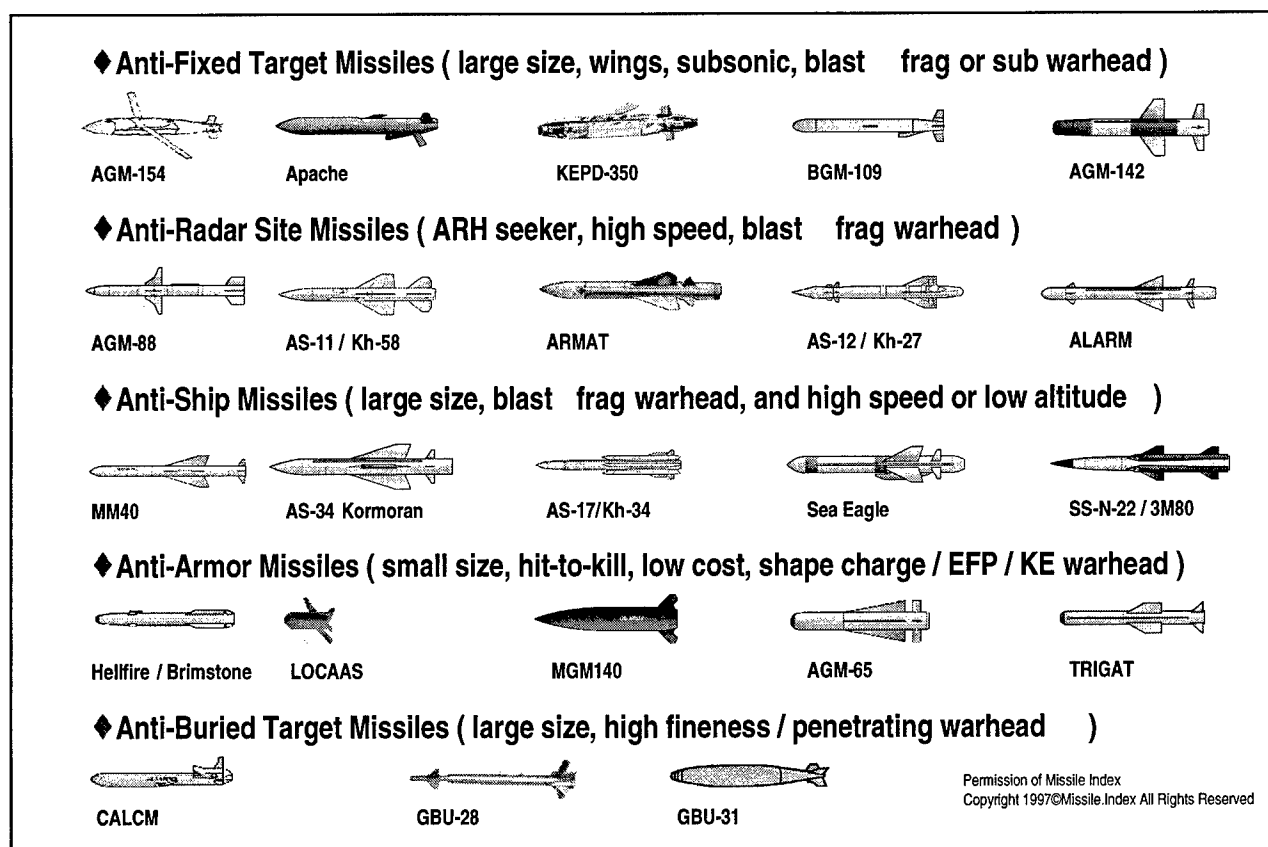 ♦Anti-Fixed Target Missiles ( large size, wings, subsonic, blast frag or sub warhead )
AGM-154 Apache KEPD-350 BGM-109 AGM-142
♦Anti-Radar Site Missiles ( ARH seeker, high speed, blast frag warhead )
AGM-88 AS-11 / Kh-58 ARMAT AS-12 / Kh-27 ALARM
♦Anti-Ship Missiles ( large size, blast frag warhead, and high speed or low altitude )
MM40 AS-34 Kormoran AS-17/Kh-34 Sea Eagle SS-N-22 / 3M80
♦Anti-Armor Missiles ( small size, hit-to-kill, low cost, shape charge / EFP / KE warhead )
Hellfire / Brimstone LOCAAS MGM140 AGM-65 TRIGAT
♦Anti-Buried Target Missiles ( large size, high fineness / penetrating warhead )
CALCM GBU-28 GBU-31
Permission of Missile Index
Copyright 1997©Missile.Index All Rights Reserved